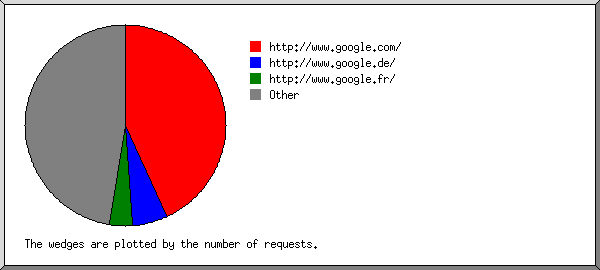 http://www.google.com/
http://www.google.de/
http://www.google.fr/
Other
The wedges are plotted by the number of requests.